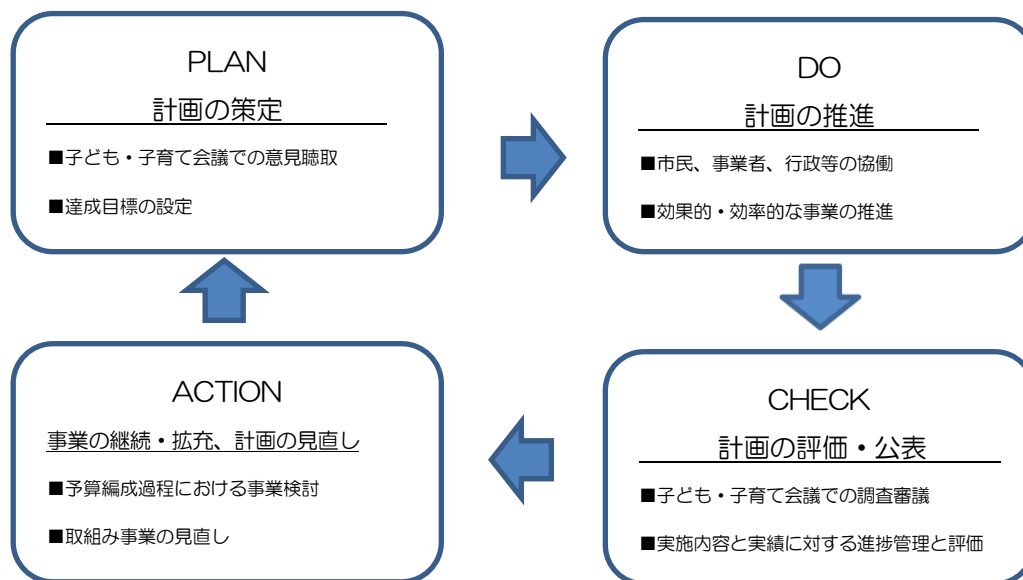 PLAN
計画の策定
■子ども・子育て会議での意見聴取
■達成目標の設定
DO
計画の推進
■市民、事業者、行政等の協働
■効果的・効率的な事業の推進
ACTION
事業の継続・拡充、計画の見直し
■予算編成過程における事業検討
■取組み事業の見直し
CHECK
計画の評価・公表
■子ども・子育て会議での調査審議
■実施内容と実績に対する進捗管理と評価